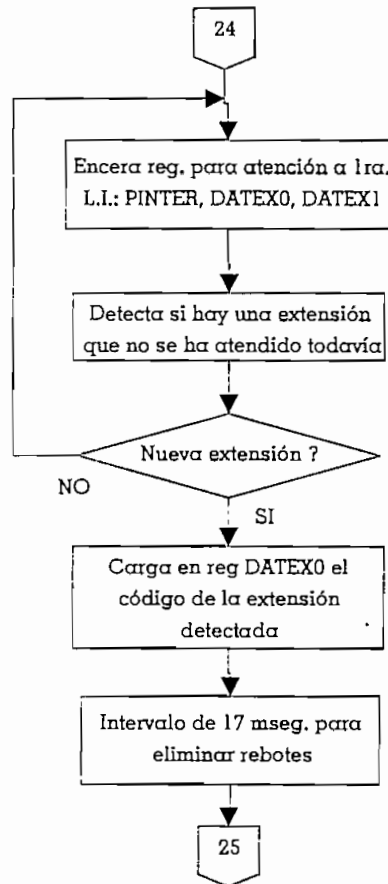 24
Encera reg. para atención a 1ra.
L.I.: PINTER, DATEX0, DATEX1
Detecta si hay una extensión
que no se ha atendido todavía
Nueva extensión ?
NO
SI
Carga en reg DATEX0 el
código de la extensión
detectada
Intervalo de 17 mseg. para
eliminar rebotes
25